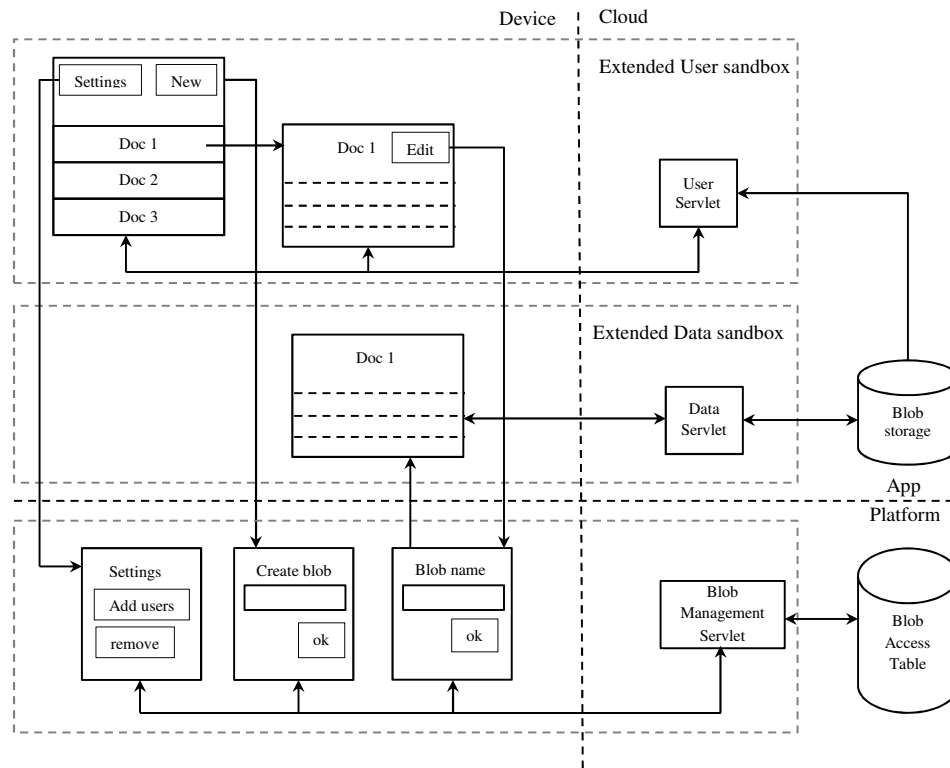 Device
Cloud
Extended User sandbox
Settings
New
Doc 1
Doc 2
Doc 3
Doc 1
Edit
User
Servlet
Extended Data sandbox
Doc 1
Data
Servlet
Blob
storage
App
Platform
Settings
Add users
remove
Create blob
ok
Blob name
ok
Blob
Management
Servlet
Blob
Access
Table